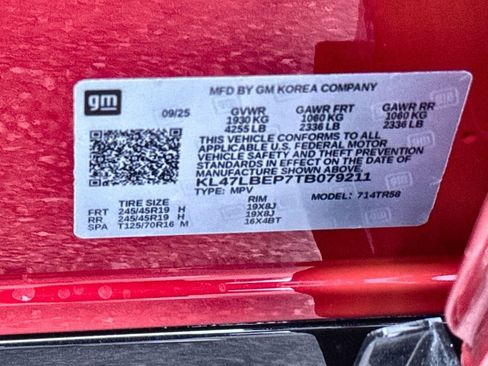 gm
MFD BY GM KOREA COMPANY
09/25 GVWR GAWR FRT GAWR RR
1930 KG 1060 KG 1060 KG
4255 LB 2336 LB 2336 LB
THIS VEHICLE CONFORMS TO ALL
APPLICABLE U.S. FEDERAL MOTOR
VEHICLE SAFETY AND THEFT PREVENTION
STANDARDS IN EFFECT ON THE DATE OF
MANUFACTURE SHOWN ABOVE.
KL47LBEP7TB079211
TYPE: MPV MODEL: 714TR58
TIRE SIZE RIM
FRT 245/45R19 H 19X8J
RR 245/45R19 H 19X8J
SPA T125/70R16 M 16X4BT